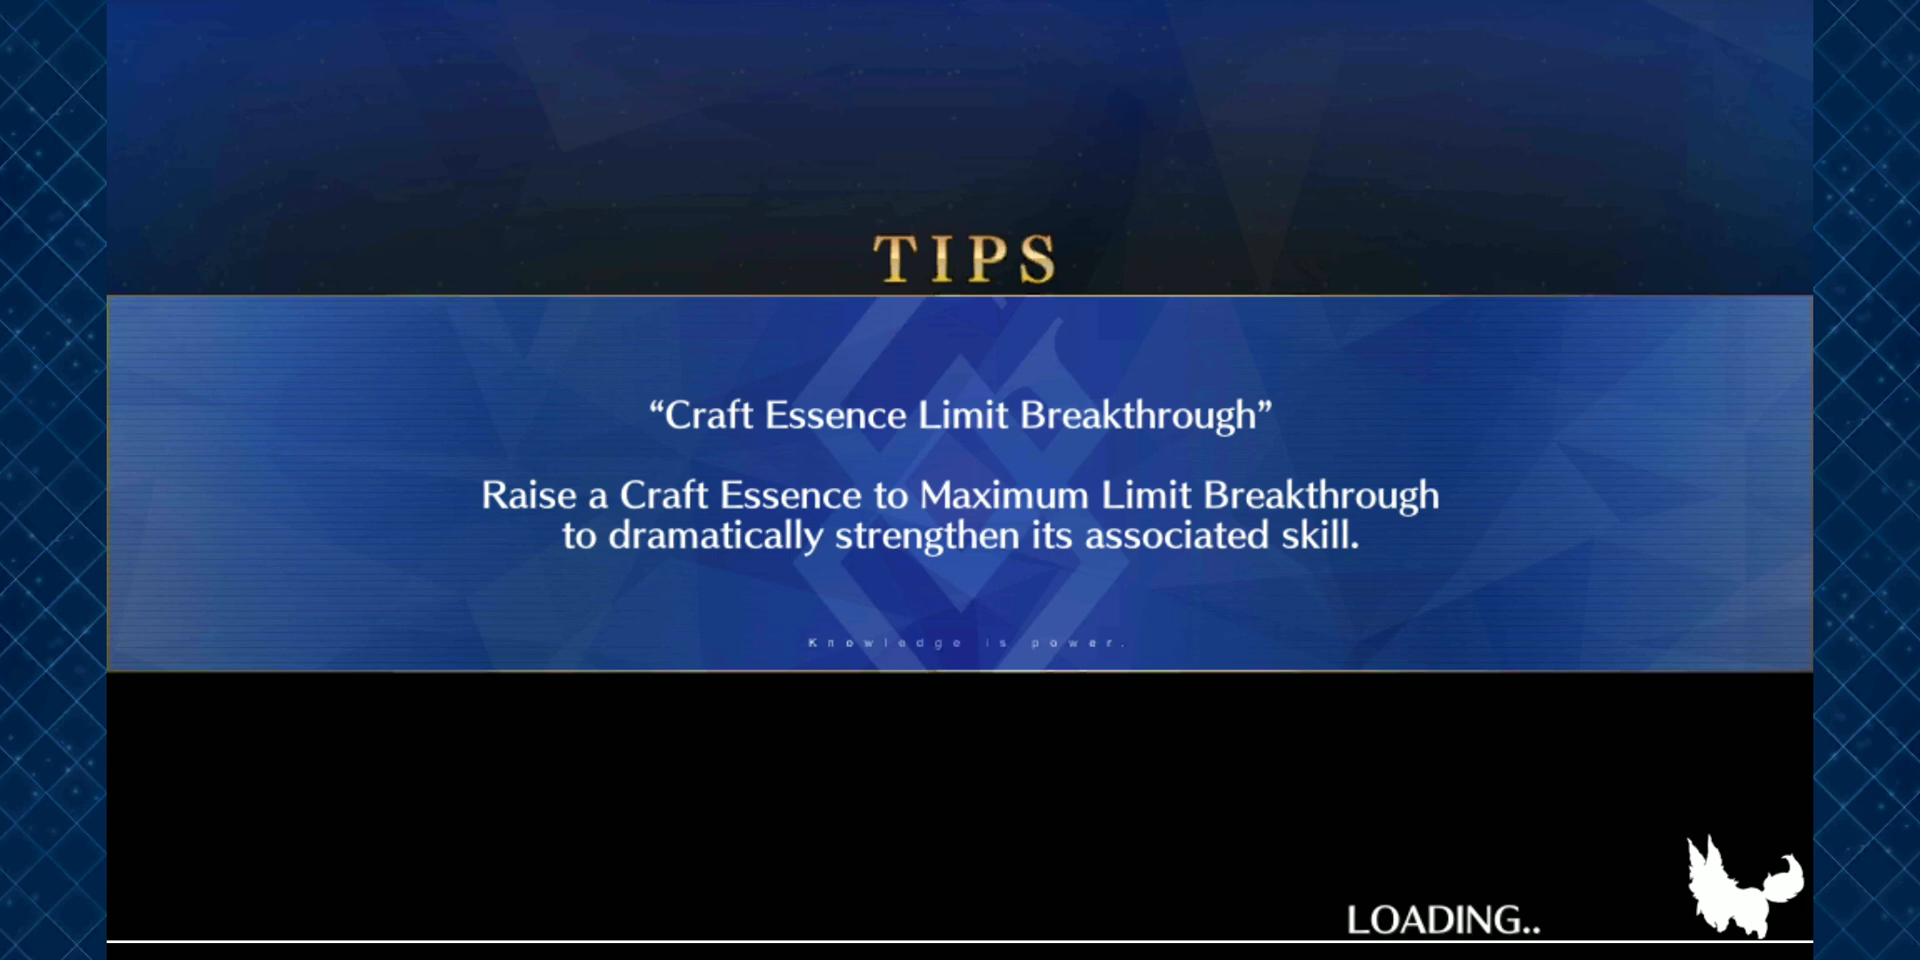 TIPS
“Craft Essence Limit Breakthrough”
Raise a Craft Essence to Maximum Limit Breakthrough
to dramatically strengthen its associated skill.
Knowledge is power.
LOADING..